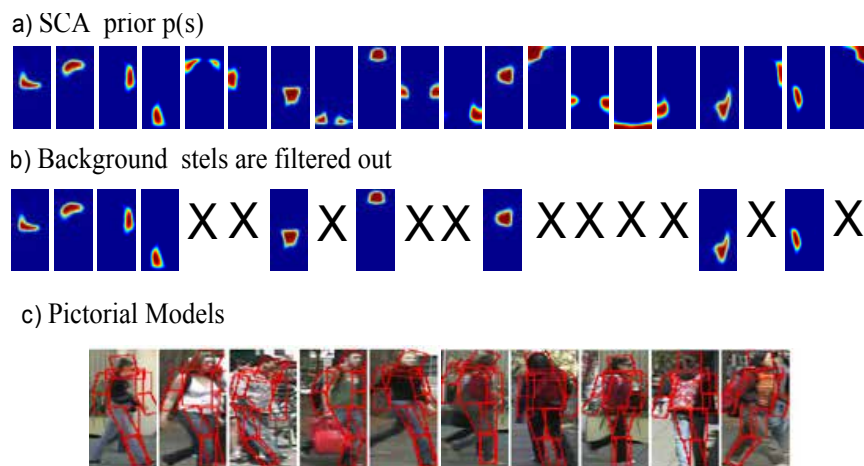 a) SCA prior p(s)
b) Background stels are filtered out
X X X X X X X X X X X
c) Pictorial Models